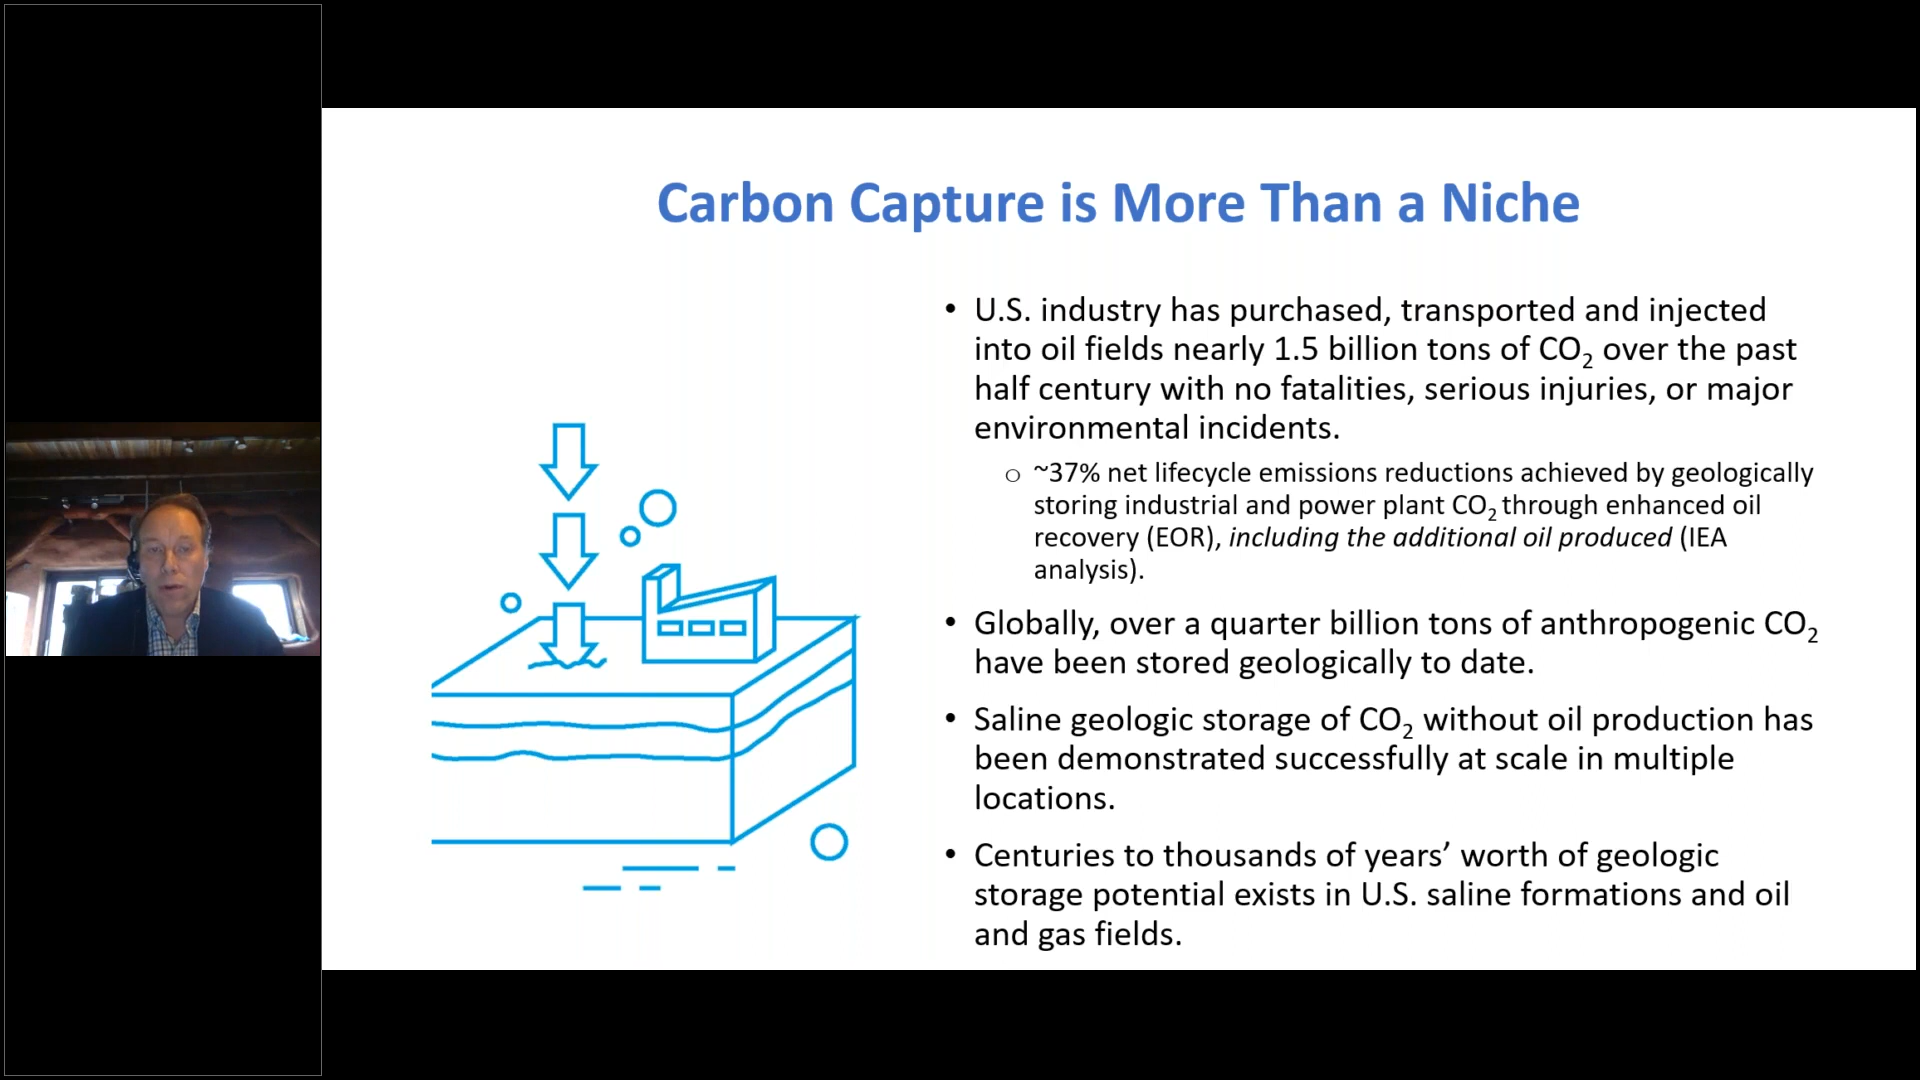 Carbon Capture is More Than a Niche
• U.S. industry has purchased, transported and injected
into oil fields nearly 1.5 billion tons of CO₂ over the past
half century with no fatalities, serious injuries, or major
environmental incidents.
○ ~37% net lifecycle emissions reductions achieved by geologically
storing industrial and power plant CO₂ through enhanced oil
recovery (EOR), including the additional oil produced (IEA
analysis).
• Globally, over a quarter billion tons of anthropogenic CO₂
have been stored geologically to date.
• Saline geologic storage of CO₂ without oil production has
been demonstrated successfully at scale in multiple
locations.
• Centuries to thousands of years’ worth of geologic
storage potential exists in U.S. saline formations and oil
and gas fields.